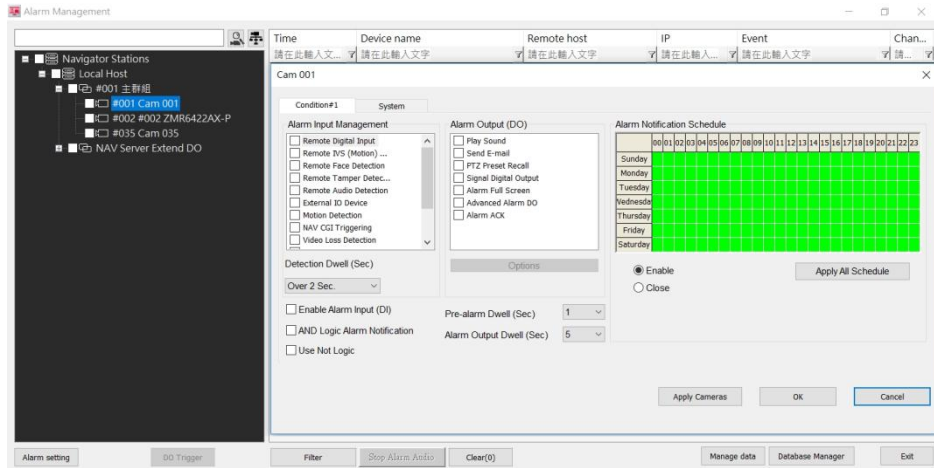 Alarm Management
Time Device name Remote host IP Event Chan...
請在此輸入文... 請在此輸入文字 請在此輸入文字 請在此輸入... 請在此輸入文字 請...
Navigator Stations
Local Host
#001 主群組
#001 Cam 001
#002 #002 ZMR6422AX-P
#035 Cam 035
NAV Server Extend DO
Cam 001
Condition#1 System
Alarm Input Management
Remote Digital Input
Remote IVS (Motion) ...
Remote Face Detection
Remote Tamper Detec...
Remote Audio Detection
External IO Device
Motion Detection
NAV CGI Triggering
Video Loss Detection
Detection Dwell (Sec)
Over 2 Sec.
Enable Alarm Input (DI)
AND Logic Alarm Notification
Use Not Logic
Alarm Output (DO)
Play Sound
Send E-mail
PTZ Preset Recall
Signal Digital Output
Alarm Full Screen
Advanced Alarm DO
Alarm ACK
Options
Pre-alarm Dwell (Sec) 1
Alarm Output Dwell (Sec) 5
Alarm Notification Schedule
00 01 02 03 04 05 06 07 08 09 10 11 12 13 14 15 16 17 18 19 20 21 22 23
Sunday
Monday
Tuesday
Wednesda
Thursday
Friday
Saturday
Enable
Close
Apply All Schedule
Apply Cameras OK Cancel
Alarm setting DO Trigger Filter Stop Alarm Audio Clear(0) Manage data Database Manager Exit